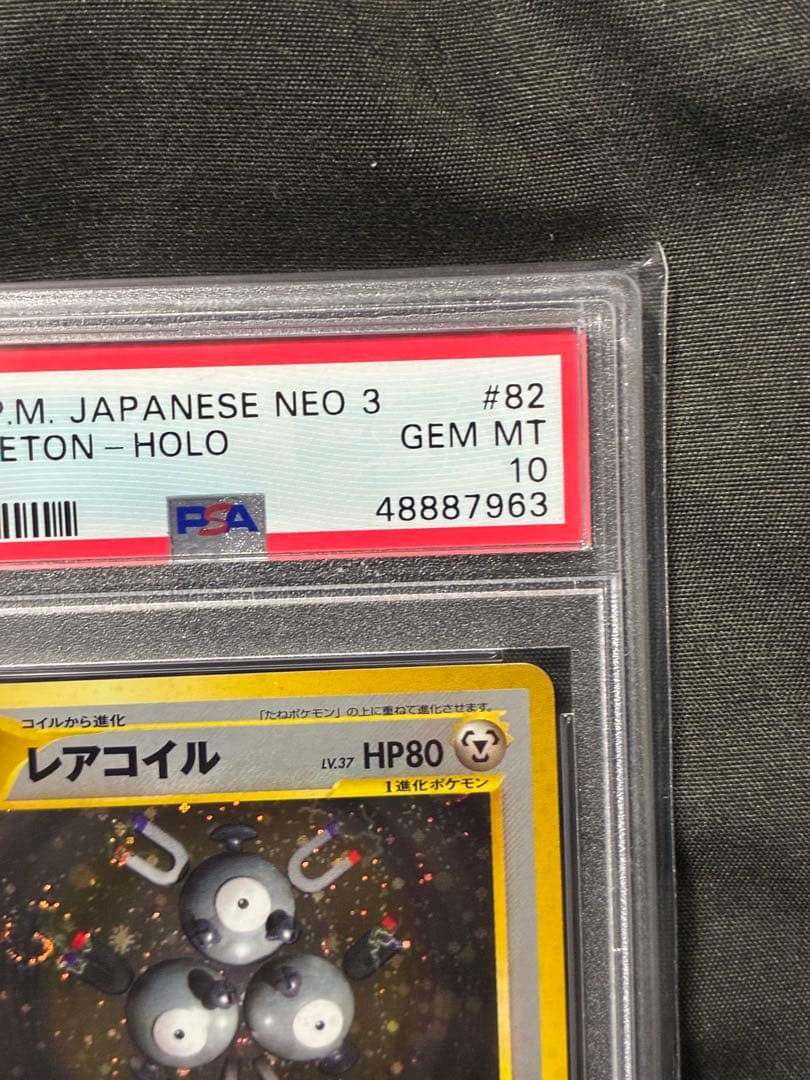 P.M. JAPANESE NEO 3 #82
ETON-HOLO GEM MT
10
PSA 48887963
コイルから進化 「たねポケモン」の上に重ねて進化させます。
レアコイル LV.37 HP80
1進化ポケモン